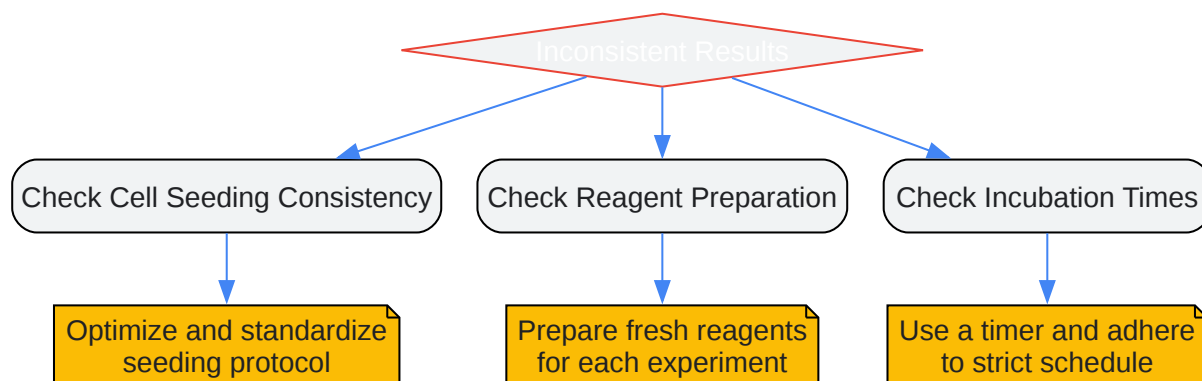 Inconsistent Results
Check Cell Seeding Consistency
Check Reagent Preparation
Check Incubation Times
Optimize and standardize
seeding protocol
Prepare fresh reagents
for each experiment
Use a timer and adhere
to strict schedule